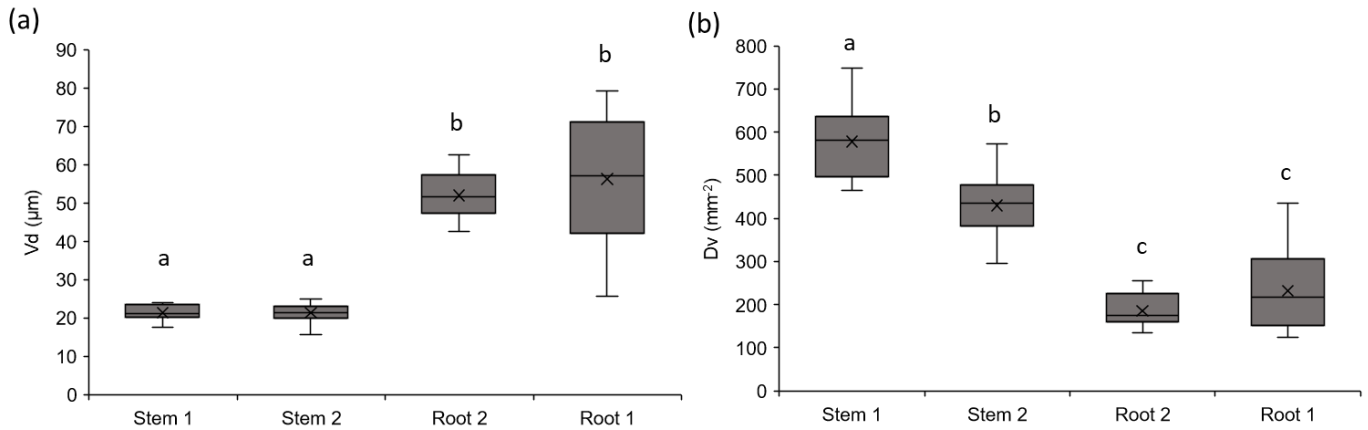 (a)
90
80
70
60
50
40
30
20
10
0
Vd (µm)
a
a
b
b
Stem 1
Stem 2
Root 2
Root 1
(b)
800
700
600
500
400
300
200
100
0
Dv (mm-2)
a
b
c
c
Stem 1
Stem 2
Root 2
Root 1